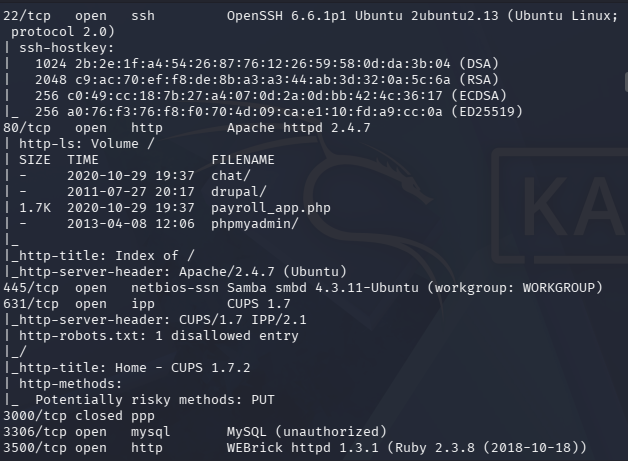 22/tcp   open   ssh         OpenSSH 6.6.1p1 Ubuntu 2ubuntu2.13 (Ubuntu Linux;
 protocol 2.0)
| ssh-hostkey:
|   1024 2b:2e:1f:a4:54:26:87:76:12:26:59:58:0d:da:3b:04 (DSA)
|   2048 c9:ac:70:ef:f8:de:8b:a3:a3:44:ab:3d:32:0a:5c:6a (RSA)
|   256 c0:49:cc:18:7b:27:a4:07:0d:2a:0d:bb:42:4c:36:17 (ECDSA)
|_  256 a0:76:f3:76:f8:f0:70:4d:09:ca:e1:10:fd:a9:cc:0a (ED25519)
80/tcp   open   http        Apache httpd 2.4.7
| http-ls: Volume /
| SIZE  TIME              FILENAME
| -     2020-10-29 19:37  chat/
| -     2011-07-27 20:17  drupal/
| 1.7K  2020-10-29 19:37  payroll_app.php
| -     2013-04-08 12:06  phpmyadmin/
|_
|_http-title: Index of /
|_http-server-header: Apache/2.4.7 (Ubuntu)
445/tcp  open   netbios-ssn Samba smbd 4.3.11-Ubuntu (workgroup: WORKGROUP)
631/tcp  open   ipp         CUPS 1.7
|_http-server-header: CUPS/1.7 IPP/2.1
| http-robots.txt: 1 disallowed entry
|_/
|_http-title: Home - CUPS 1.7.2
| http-methods:
|_  Potentially risky methods: PUT
3000/tcp closed ppp
3306/tcp open   mysql       MySQL (unauthorized)
3500/tcp open   http        WEBrick httpd 1.3.1 (Ruby 2.3.8 (2018-10-18))
KA